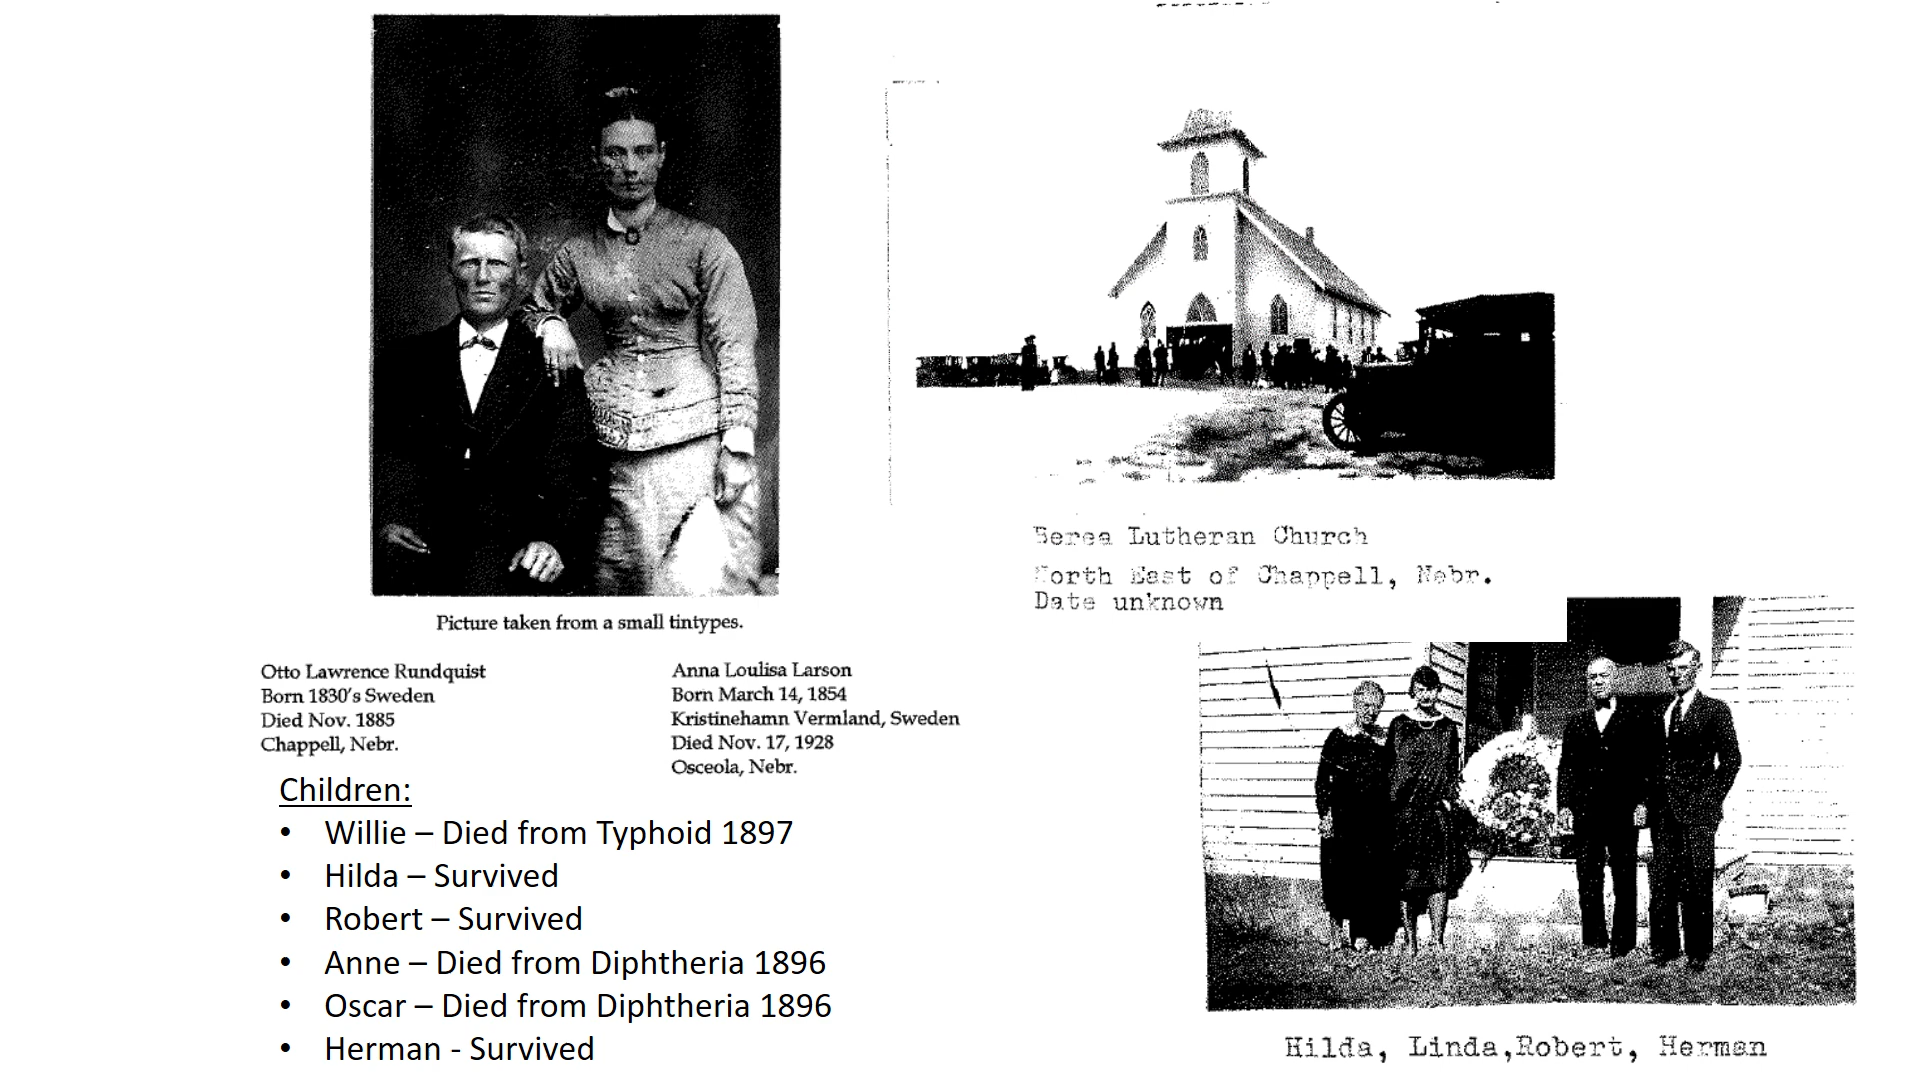 Picture taken from a small tintypes.
Otto Lawrence Rundquist
Born 1830's Sweden
Died Nov. 1885
Chappell, Nebr.
Anna Loulisa Larson
Born March 14, 1854
Kristinehamn Vermland, Sweden
Died Nov. 17, 1928
Osceola, Nebr.
Children:
• Willie – Died from Typhoid 1897
• Hilda – Survived
• Robert – Survived
• Anne – Died from Diphtheria 1896
• Oscar – Died from Diphtheria 1896
• Herman - Survived
Berea Lutheran Church
North East of Chappell, Nebr.
Date unknown
Hilda, Linda,Robert, Herman